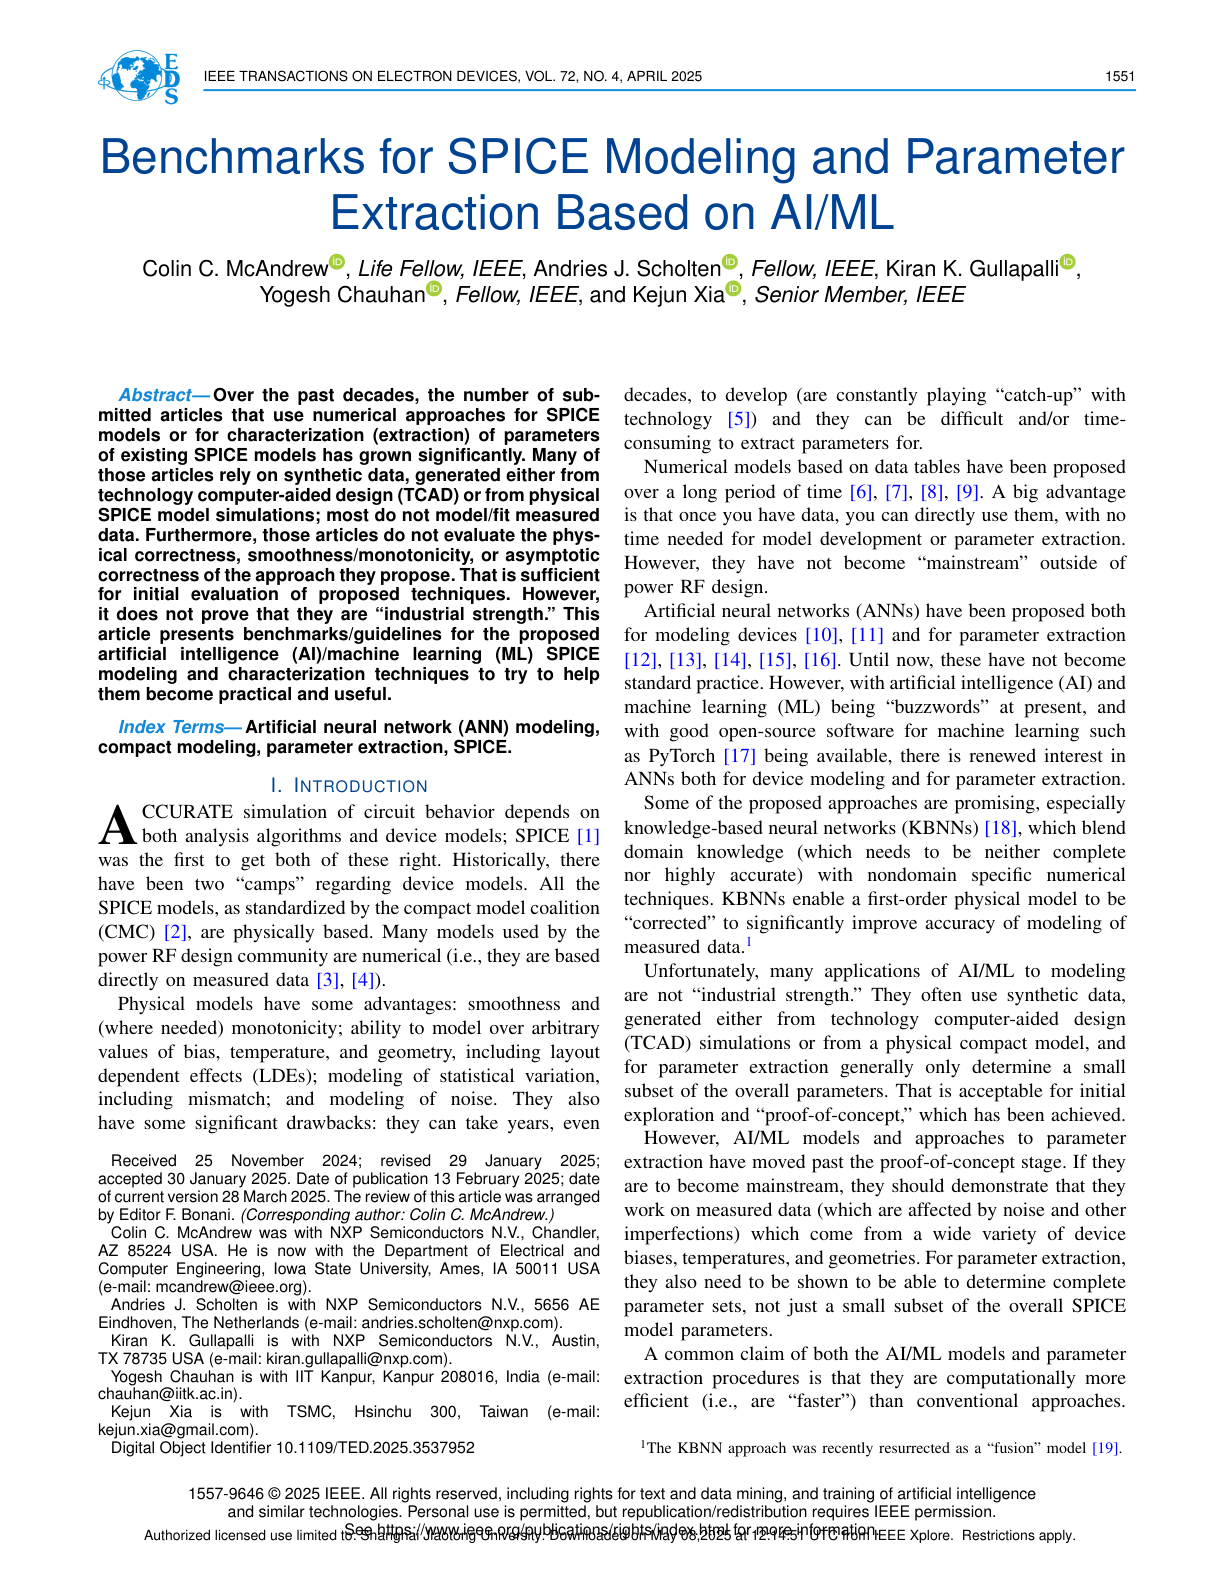 EDS
IEEE TRANSACTIONS ON ELECTRON DEVICES, VOL. 72, NO. 4, APRIL 2025
1551
Benchmarks for SPICE Modeling and Parameter
Extraction Based on AI/ML
Colin C. McAndrew, Life Fellow, IEEE, Andries J. Scholten, Fellow, IEEE, Kiran K. Gullapalli,
Yogesh Chauhan, Fellow, IEEE, and Kejun Xia, Senior Member, IEEE
Abstract—Over the past decades, the number of sub-
mitted articles that use numerical approaches for SPICE
models or for characterization (extraction) of parameters
of existing SPICE models has grown significantly. Many of
those articles rely on synthetic data, generated either from
technology computer-aided design (TCAD) or from physical
SPICE model simulations; most do not model/fit measured
data. Furthermore, those articles do not evaluate the phys-
ical correctness, smoothness/monotonicity, or asymptotic
correctness of the approach they propose. That is sufficient
for initial evaluation of proposed techniques. However,
it does not prove that they are “industrial strength.” This
article presents benchmarks/guidelines for the proposed
artificial intelligence (AI)/machine learning (ML) SPICE
modeling and characterization techniques to try to help
them become practical and useful.
Index Terms—Artificial neural network (ANN) modeling,
compact modeling, parameter extraction, SPICE.
I. INTRODUCTION
ACCURATE simulation of circuit behavior depends on
both analysis algorithms and device models; SPICE [1]
was the first to get both of these right. Historically, there
have been two “camps” regarding device models. All the
SPICE models, as standardized by the compact model coalition
(CMC) [2], are physically based. Many models used by the
power RF design community are numerical (i.e., they are based
directly on measured data [3], [4]).
Physical models have some advantages: smoothness and
(where needed) monotonicity; ability to model over arbitrary
values of bias, temperature, and geometry, including layout
dependent effects (LDEs); modeling of statistical variation,
including mismatch; and modeling of noise. They also
have some significant drawbacks: they can take years, even
Received 25 November 2024; revised 29 January 2025;
accepted 30 January 2025. Date of publication 13 February 2025; date
of current version 28 March 2025. The review of this article was arranged
by Editor F. Bonani. (Corresponding author: Colin C. McAndrew.)
Colin C. McAndrew was with NXP Semiconductors N.V., Chandler,
AZ 85224 USA. He is now with the Department of Electrical and
Computer Engineering, Iowa State University, Ames, IA 50011 USA
(e-mail: mcandrew@ieee.org).
Andries J. Scholten is with NXP Semiconductors N.V., 5656 AE
Eindhoven, The Netherlands (e-mail: andries.scholten@nxp.com).
Kiran K. Gullapalli is with NXP Semiconductors N.V., Austin,
TX 78735 USA (e-mail: kiran.gullapalli@nxp.com).
Yogesh Chauhan is with IIT Kanpur, Kanpur 208016, India (e-mail:
chauhan@iitk.ac.in).
Kejun Xia is with TSMC, Hsinchu 300, Taiwan (e-mail:
kejun.xia@gmail.com).
Digital Object Identifier 10.1109/TED.2025.3537952
decades, to develop (are constantly playing “catch-up” with
technology [5]) and they can be difficult and/or time-
consuming to extract parameters for.
Numerical models based on data tables have been proposed
over a long period of time [6], [7], [8], [9]. A big advantage
is that once you have data, you can directly use them, with no
time needed for model development or parameter extraction.
However, they have not become “mainstream” outside of
power RF design.
Artificial neural networks (ANNs) have been proposed both
for modeling devices [10], [11] and for parameter extraction
[12], [13], [14], [15], [16]. Until now, these have not become
standard practice. However, with artificial intelligence (AI) and
machine learning (ML) being “buzzwords” at present, and
with good open-source software for machine learning such
as PyTorch [17] being available, there is renewed interest in
ANNs both for device modeling and for parameter extraction.
Some of the proposed approaches are promising, especially
knowledge-based neural networks (KBNNs) [18], which blend
domain knowledge (which needs to be neither complete
nor highly accurate) with nondomain specific numerical
techniques. KBNNs enable a first-order physical model to be
“corrected” to significantly improve accuracy of modeling of
measured data.1
Unfortunately, many applications of AI/ML to modeling
are not “industrial strength.” They often use synthetic data,
generated either from technology computer-aided design
(TCAD) simulations or from a physical compact model, and
for parameter extraction generally only determine a small
subset of the overall parameters. That is acceptable for initial
exploration and “proof-of-concept,” which has been achieved.
However, AI/ML models and approaches to parameter
extraction have moved past the proof-of-concept stage. If they
are to become mainstream, they should demonstrate that they
work on measured data (which are affected by noise and other
imperfections) which come from a wide variety of device
biases, temperatures, and geometries. For parameter extraction,
they also need to be shown to be able to determine complete
parameter sets, not just a small subset of the overall SPICE
model parameters.
A common claim of both the AI/ML models and parameter
extraction procedures is that they are computationally more
efficient (i.e., are “faster”) than conventional approaches.
1The KBNN approach was recently resurrected as a “fusion” model [19].
1557-9646 © 2025 IEEE. All rights reserved, including rights for text and data mining, and training of artificial intelligence
and similar technologies. Personal use is permitted, but republication/redistribution requires IEEE permission.
See https://www.ieee.org/publications/rights/index.html for more information.
Authorized licensed use limited to: Shanghai Jiaotong University. Downloaded on May 08,2025 at 12:14:51 UTC from IEEE Xplore. Restrictions apply.